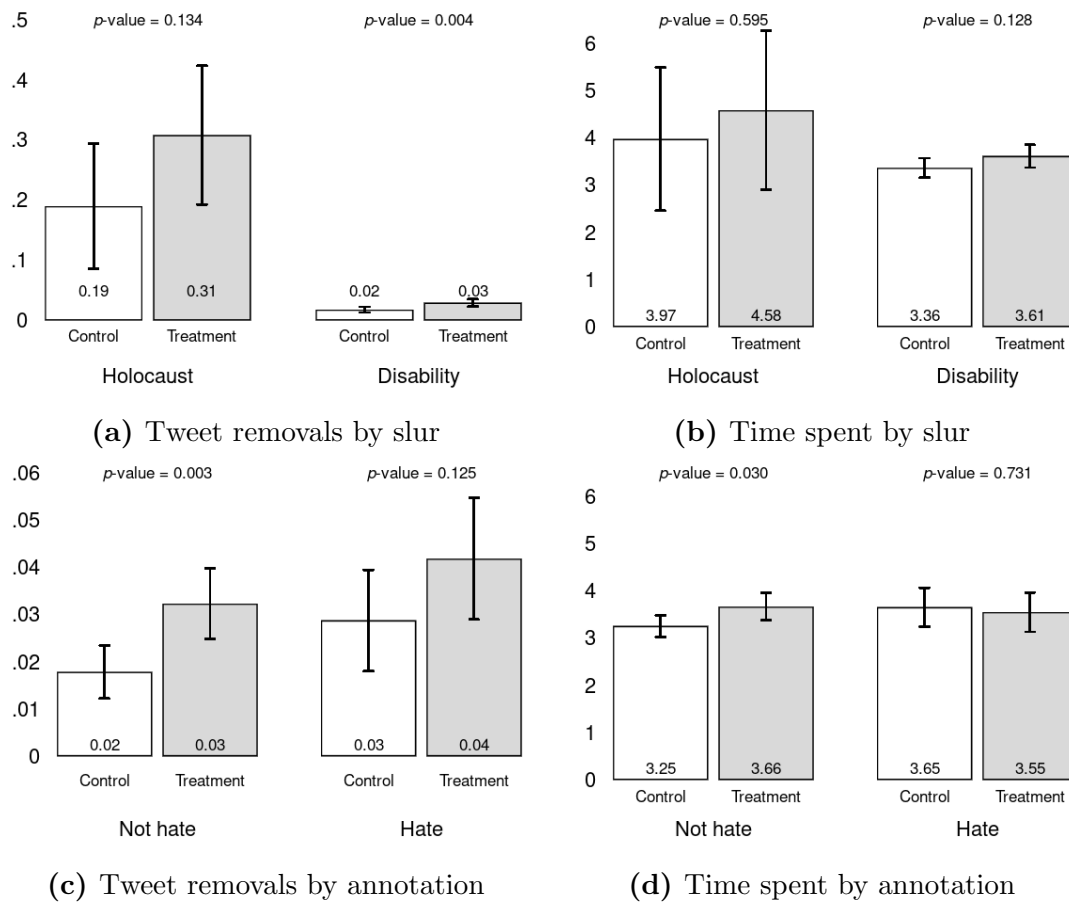 .5
p-value = 0.134
p-value = 0.004
.4
.3
.2
.1
0
0.19
0.31
0.02
0.03
Control
Treatment
Control
Treatment
Holocaust
Disability
(a) Tweet removals by slur
p-value = 0.595
p-value = 0.128
6
5
4
3
2
1
0
3.97
4.58
3.36
3.61
Control
Treatment
Control
Treatment
Holocaust
Disability
(b) Time spent by slur
.06
p-value = 0.003
p-value = 0.125
.05
.04
.03
.02
.01
0
0.02
0.03
0.03
0.04
Control
Treatment
Control
Treatment
Not hate
Hate
(c) Tweet removals by annotation
p-value = 0.030
p-value = 0.731
6
5
4
3
2
1
0
3.25
3.66
3.65
3.55
Control
Treatment
Control
Treatment
Not hate
Hate
(d) Time spent by annotation